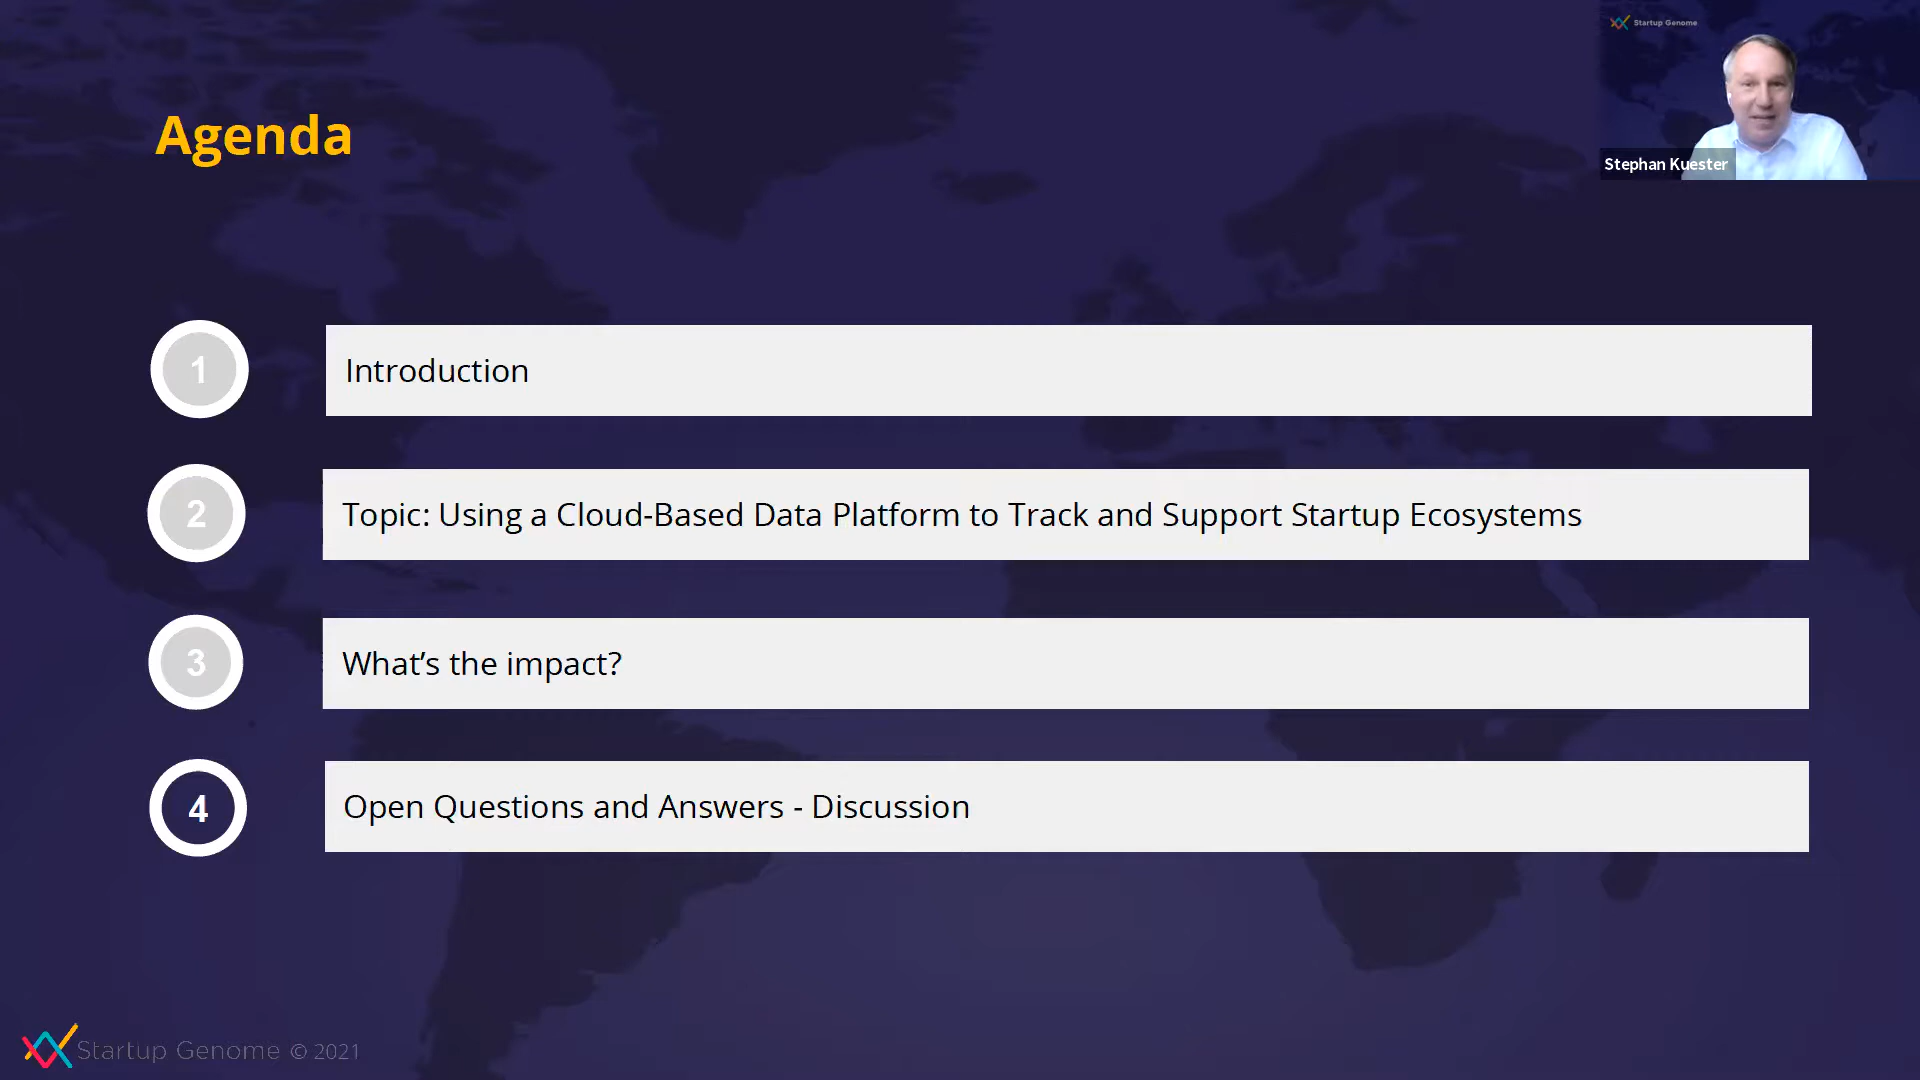 Startup Genome
Agenda
Stephan Kuester
1
Introduction
2
Topic: Using a Cloud-Based Data Platform to Track and Support Startup Ecosystems
3
What’s the impact?
4
Open Questions and Answers - Discussion
Startup Genome © 2021